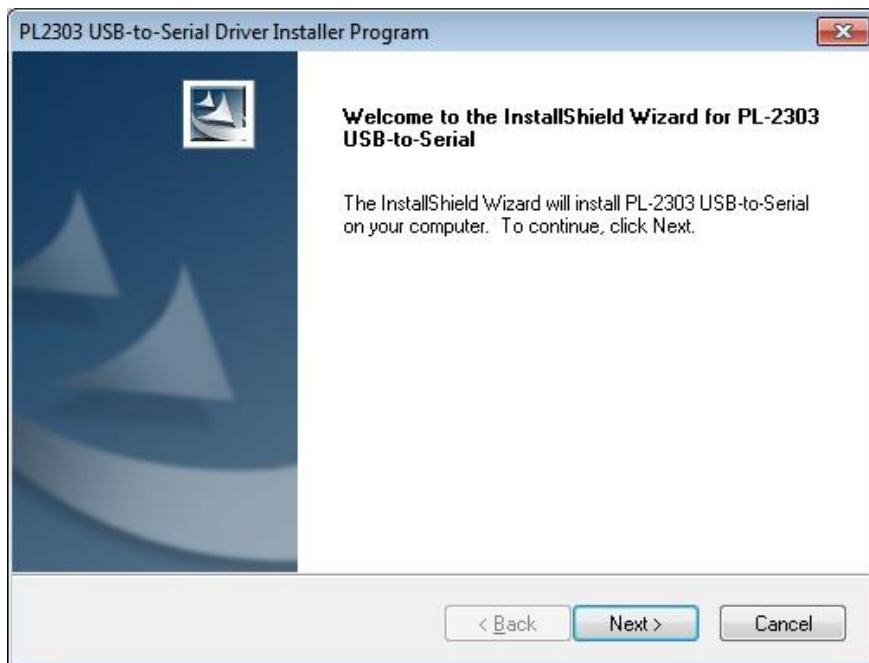 PL2303 USB-to-Serial Driver Installer Program
Welcome to the InstallShield Wizard for PL-2303
USB-to-Serial
The InstallShield Wizard will install PL-2303 USB-to-Serial
on your computer.  To continue, click Next.
< Back
Next >
Cancel